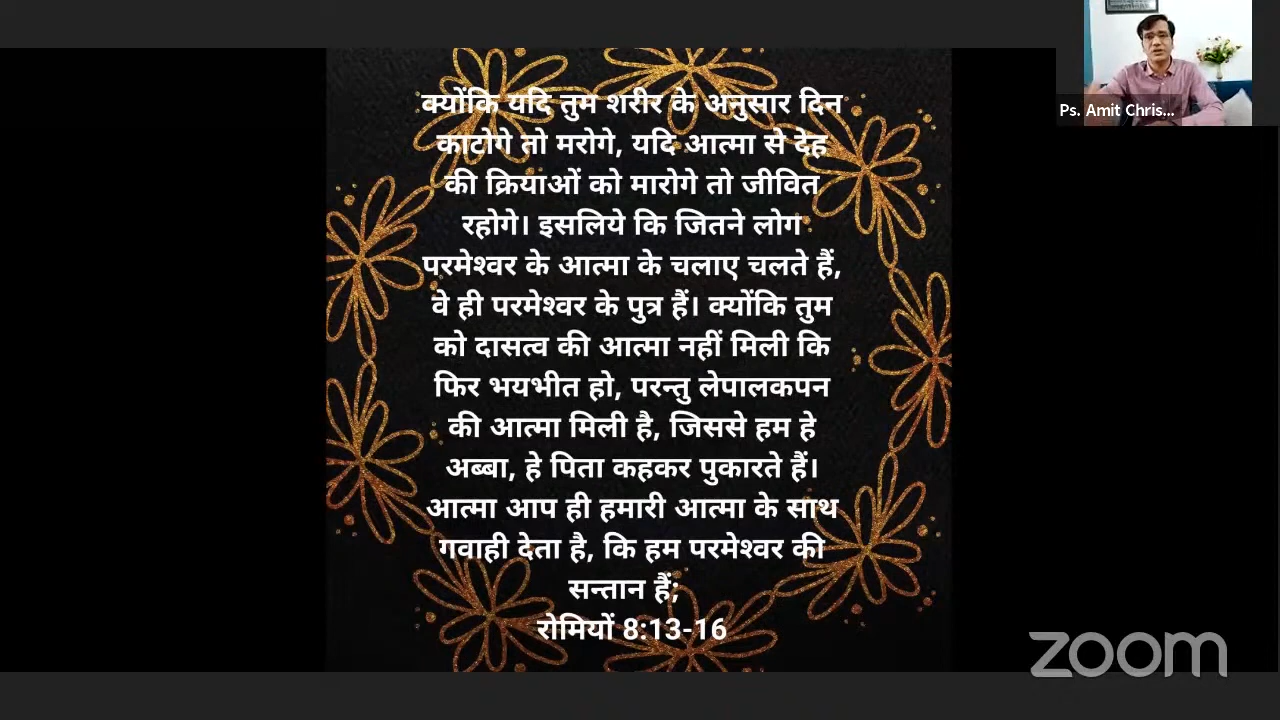 क्योंकि यदि तुम शरीर के अनुसार दिन
काटोगे तो मरोगे, यदि आत्मा से देह
की क्रियाओं को मारोगे तो जीवित
रहोगे। इसलिये कि जितने लोग
परमेश्वर के आत्मा के चलाए चलते हैं,
वे ही परमेश्वर के पुत्र हैं। क्योंकि तुम
को दासत्व की आत्मा नहीं मिली कि
फिर भयभीत हो, परन्तु लेपालकपन
की आत्मा मिली है, जिससे हम हे
अब्बा, हे पिता कहकर पुकारते हैं।
आत्मा आप ही हमारी आत्मा के साथ
गवाही देता है, कि हम परमेश्वर की
सन्तान हैं;
रोमियों 8:13-16
Ps. Amit Chris...
zoom